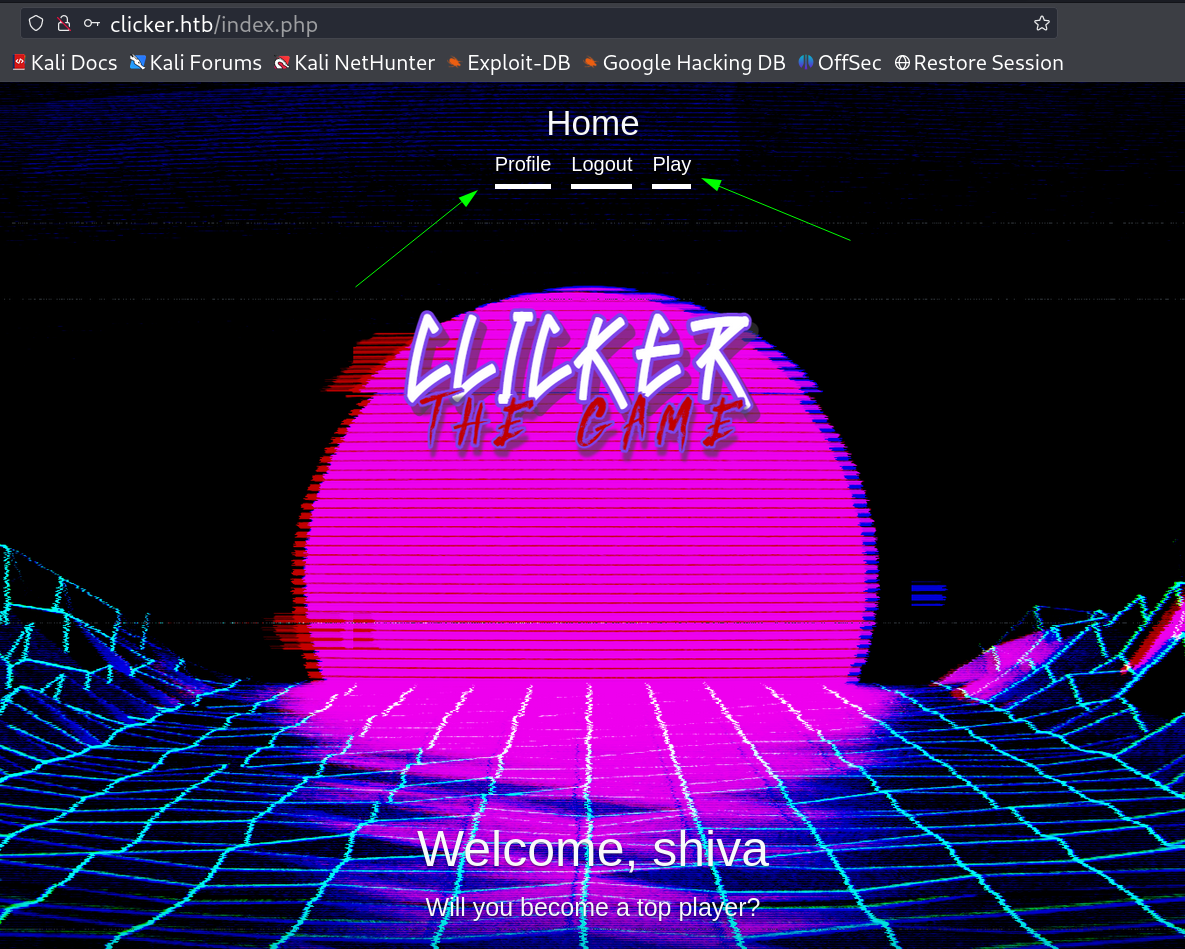 clicker.htb/index.php
Kali Docs Kali Forums Kali NetHunter Exploit-DB Google Hacking DB OffSec Restore Session
Home
Profile Logout Play
CLICKER
THE GAME
Welcome, shiva
Will you become a top player?